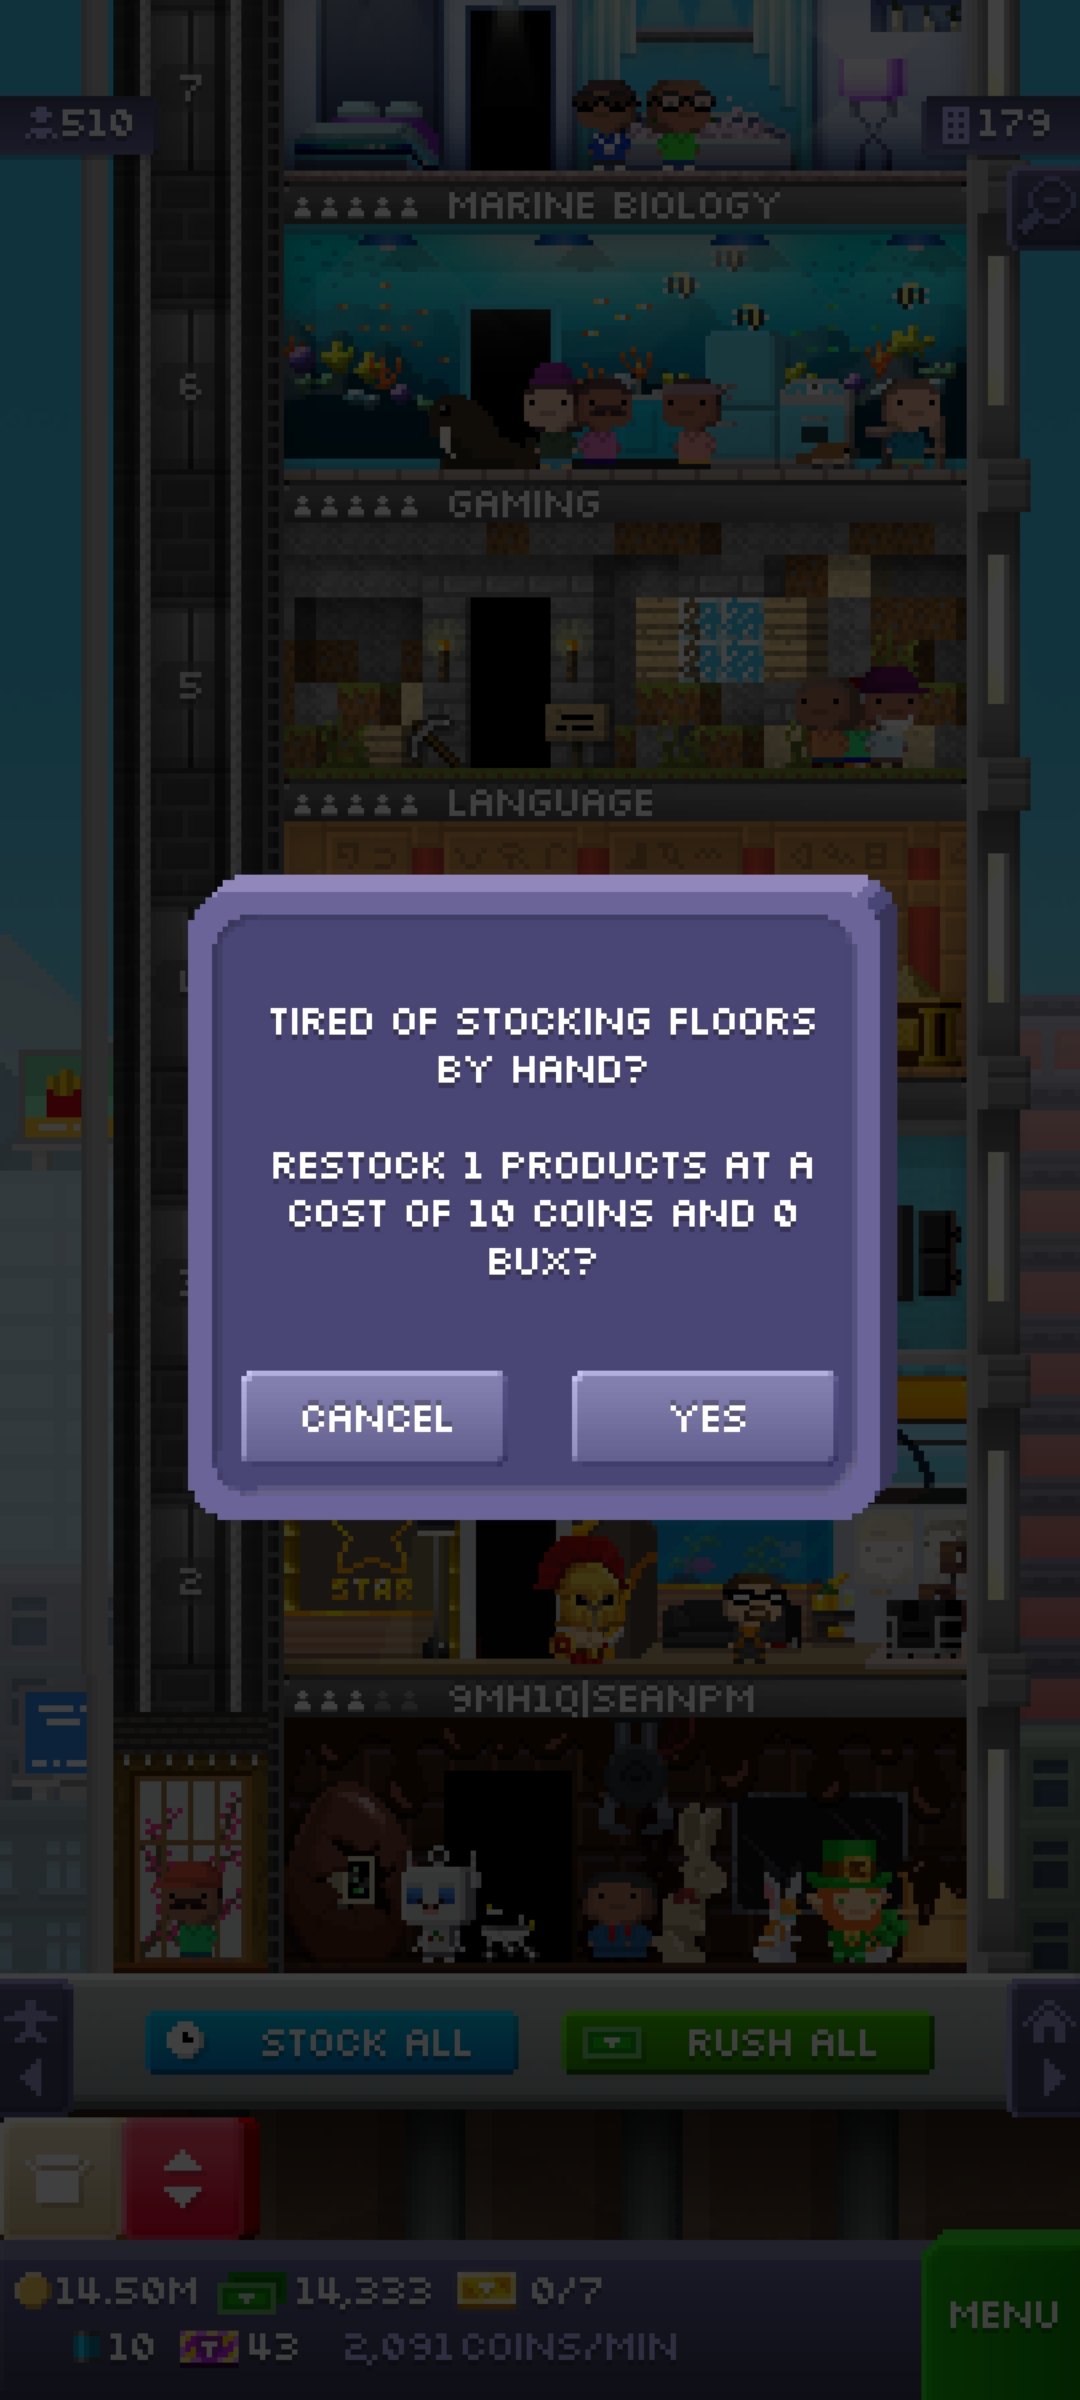 7
510
179
MARINE BIOLOGY
6
GAMING
5
LANGUAGE
TIRED OF STOCKING FLOORS
BY HAND?
RESTOCK 1 PRODUCTS AT A
COST OF 10 COINS AND 0
BUX?
CANCEL
YES
2
STAR
9MH1Q|SEANPM
STOCK ALL
RUSH ALL
14.50M
14,333
0/7
MENU
10
43
2,091COINS/MIN